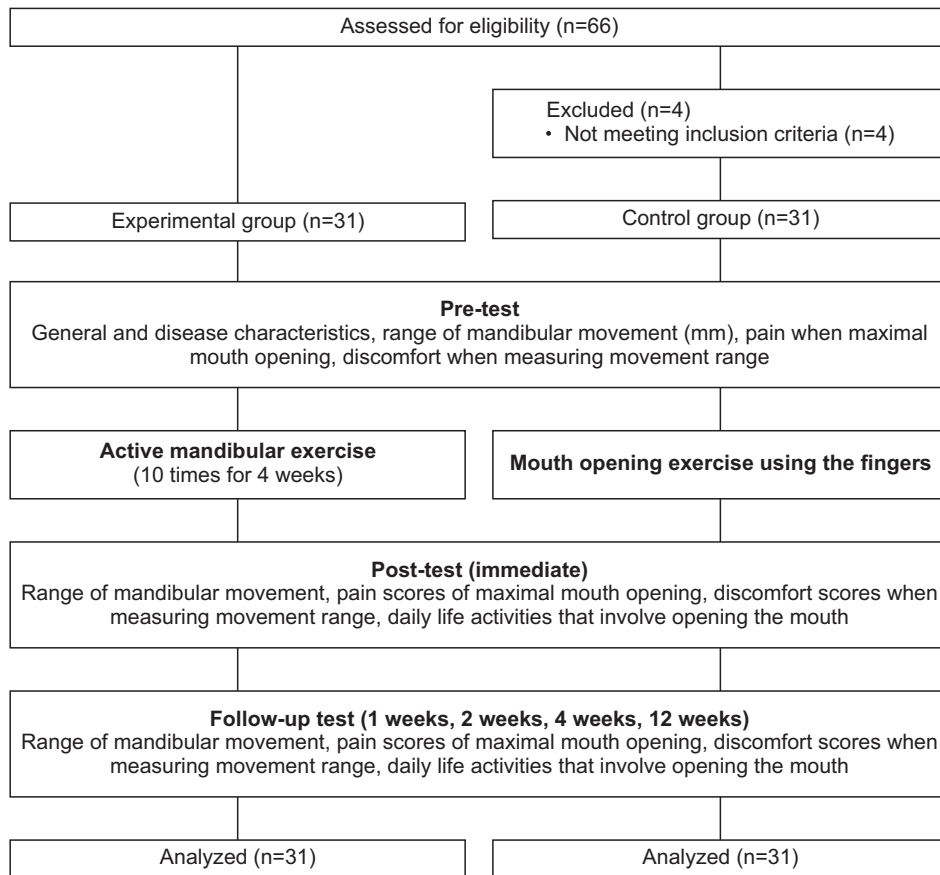 Assessed for eligibility (n=66)
Excluded (n=4)
• Not meeting inclusion criteria (n=4)
Experimental group (n=31)
Control group (n=31)
Pre-test
General and disease characteristics, range of mandibular movement (mm), pain when maximal
mouth opening, discomfort when measuring movement range
Active mandibular exercise
(10 times for 4 weeks)
Mouth opening exercise using the fingers
Post-test (immediate)
Range of mandibular movement, pain scores of maximal mouth opening, discomfort scores when
measuring movement range, daily life activities that involve opening the mouth
Follow-up test (1 weeks, 2 weeks, 4 weeks, 12 weeks)
Range of mandibular movement, pain scores of maximal mouth opening, discomfort scores when
measuring movement range, daily life activities that involve opening the mouth
Analyzed (n=31)
Analyzed (n=31)